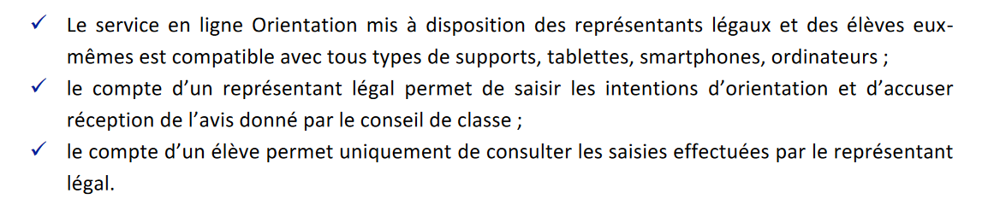 ✓ Le service en ligne Orientation mis à disposition des représentants légaux et des élèves eux-
mêmes est compatible avec tous types de supports, tablettes, smartphones, ordinateurs ;
✓ le compte d’un représentant légal permet de saisir les intentions d’orientation et d’accuser
réception de l’avis donné par le conseil de classe ;
✓ le compte d’un élève permet uniquement de consulter les saisies effectuées par le représentant
légal.